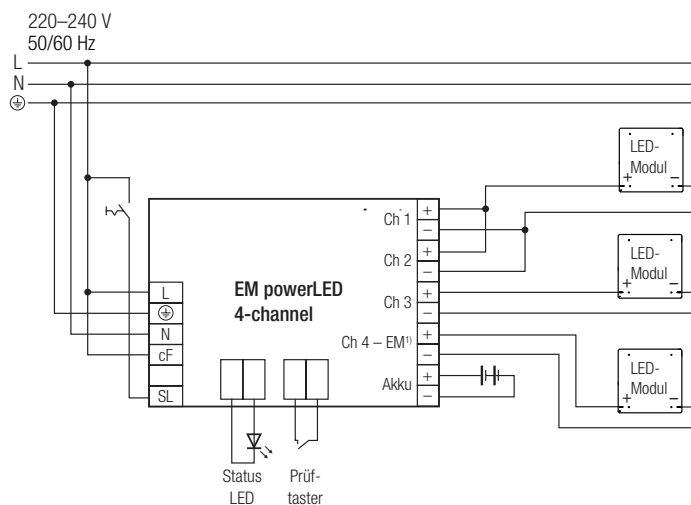 220–240 V
50/60 Hz
L
N
LED-
Modul
+ −
Ch 1
+
−
Ch 2
+
−
LED-
Modul
+ −
EM powerLED
4-channel
L
N
cF
SL
Ch 3
+
−
Ch 4 – EM¹⁾
+
−
LED-
Modul
+ −
Akku
+
−
Status
LED
Prüf-
taster